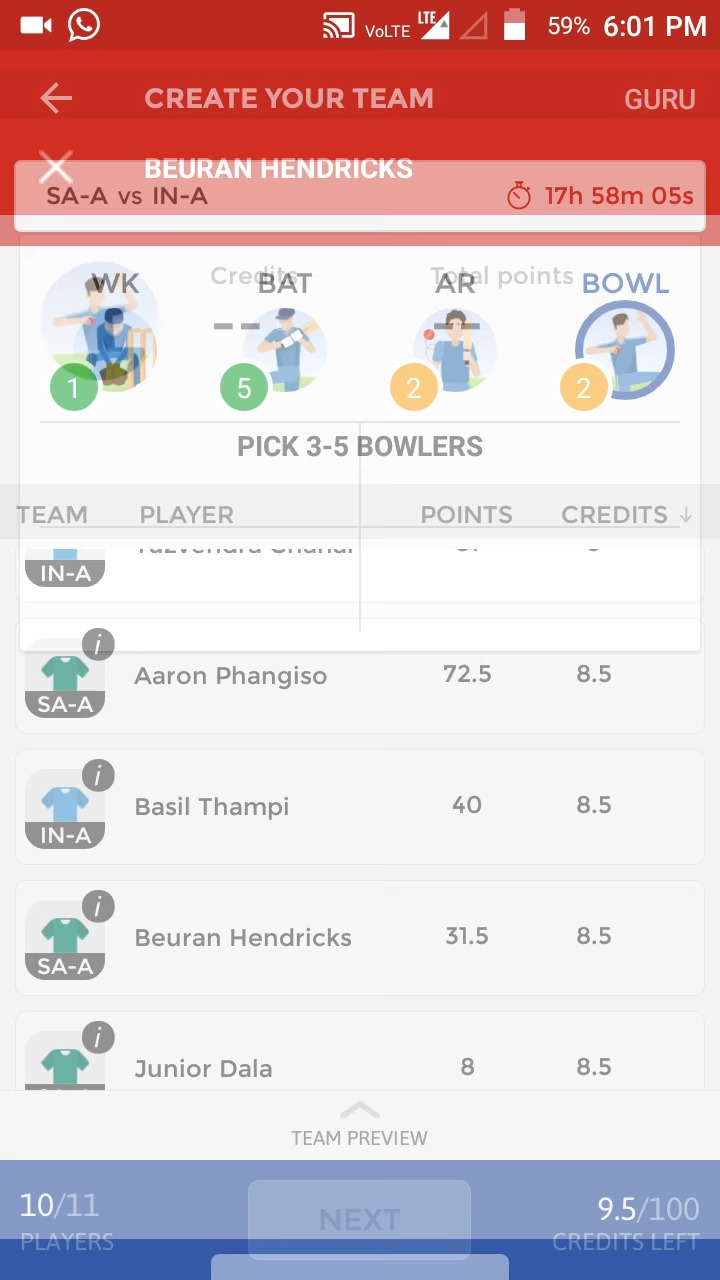 VoLTE LTE 59% 6:01 PM
CREATE YOUR TEAM GURU
BEURAN HENDRICKS
SA-A vs IN-A 17h 58m 05s
Credits Total points
WK BAT AR BOWL
-- --
1 5 2 2
PICK 3-5 BOWLERS
TEAM PLAYER POINTS CREDITS ↓
IN-A
i
Aaron Phangiso 72.5 8.5
SA-A
i
Basil Thampi 40 8.5
IN-A
i
Beuran Hendricks 31.5 8.5
SA-A
i
Junior Dala 8 8.5
TEAM PREVIEW
10/11 NEXT 9.5/100
PLAYERS CREDITS LEFT